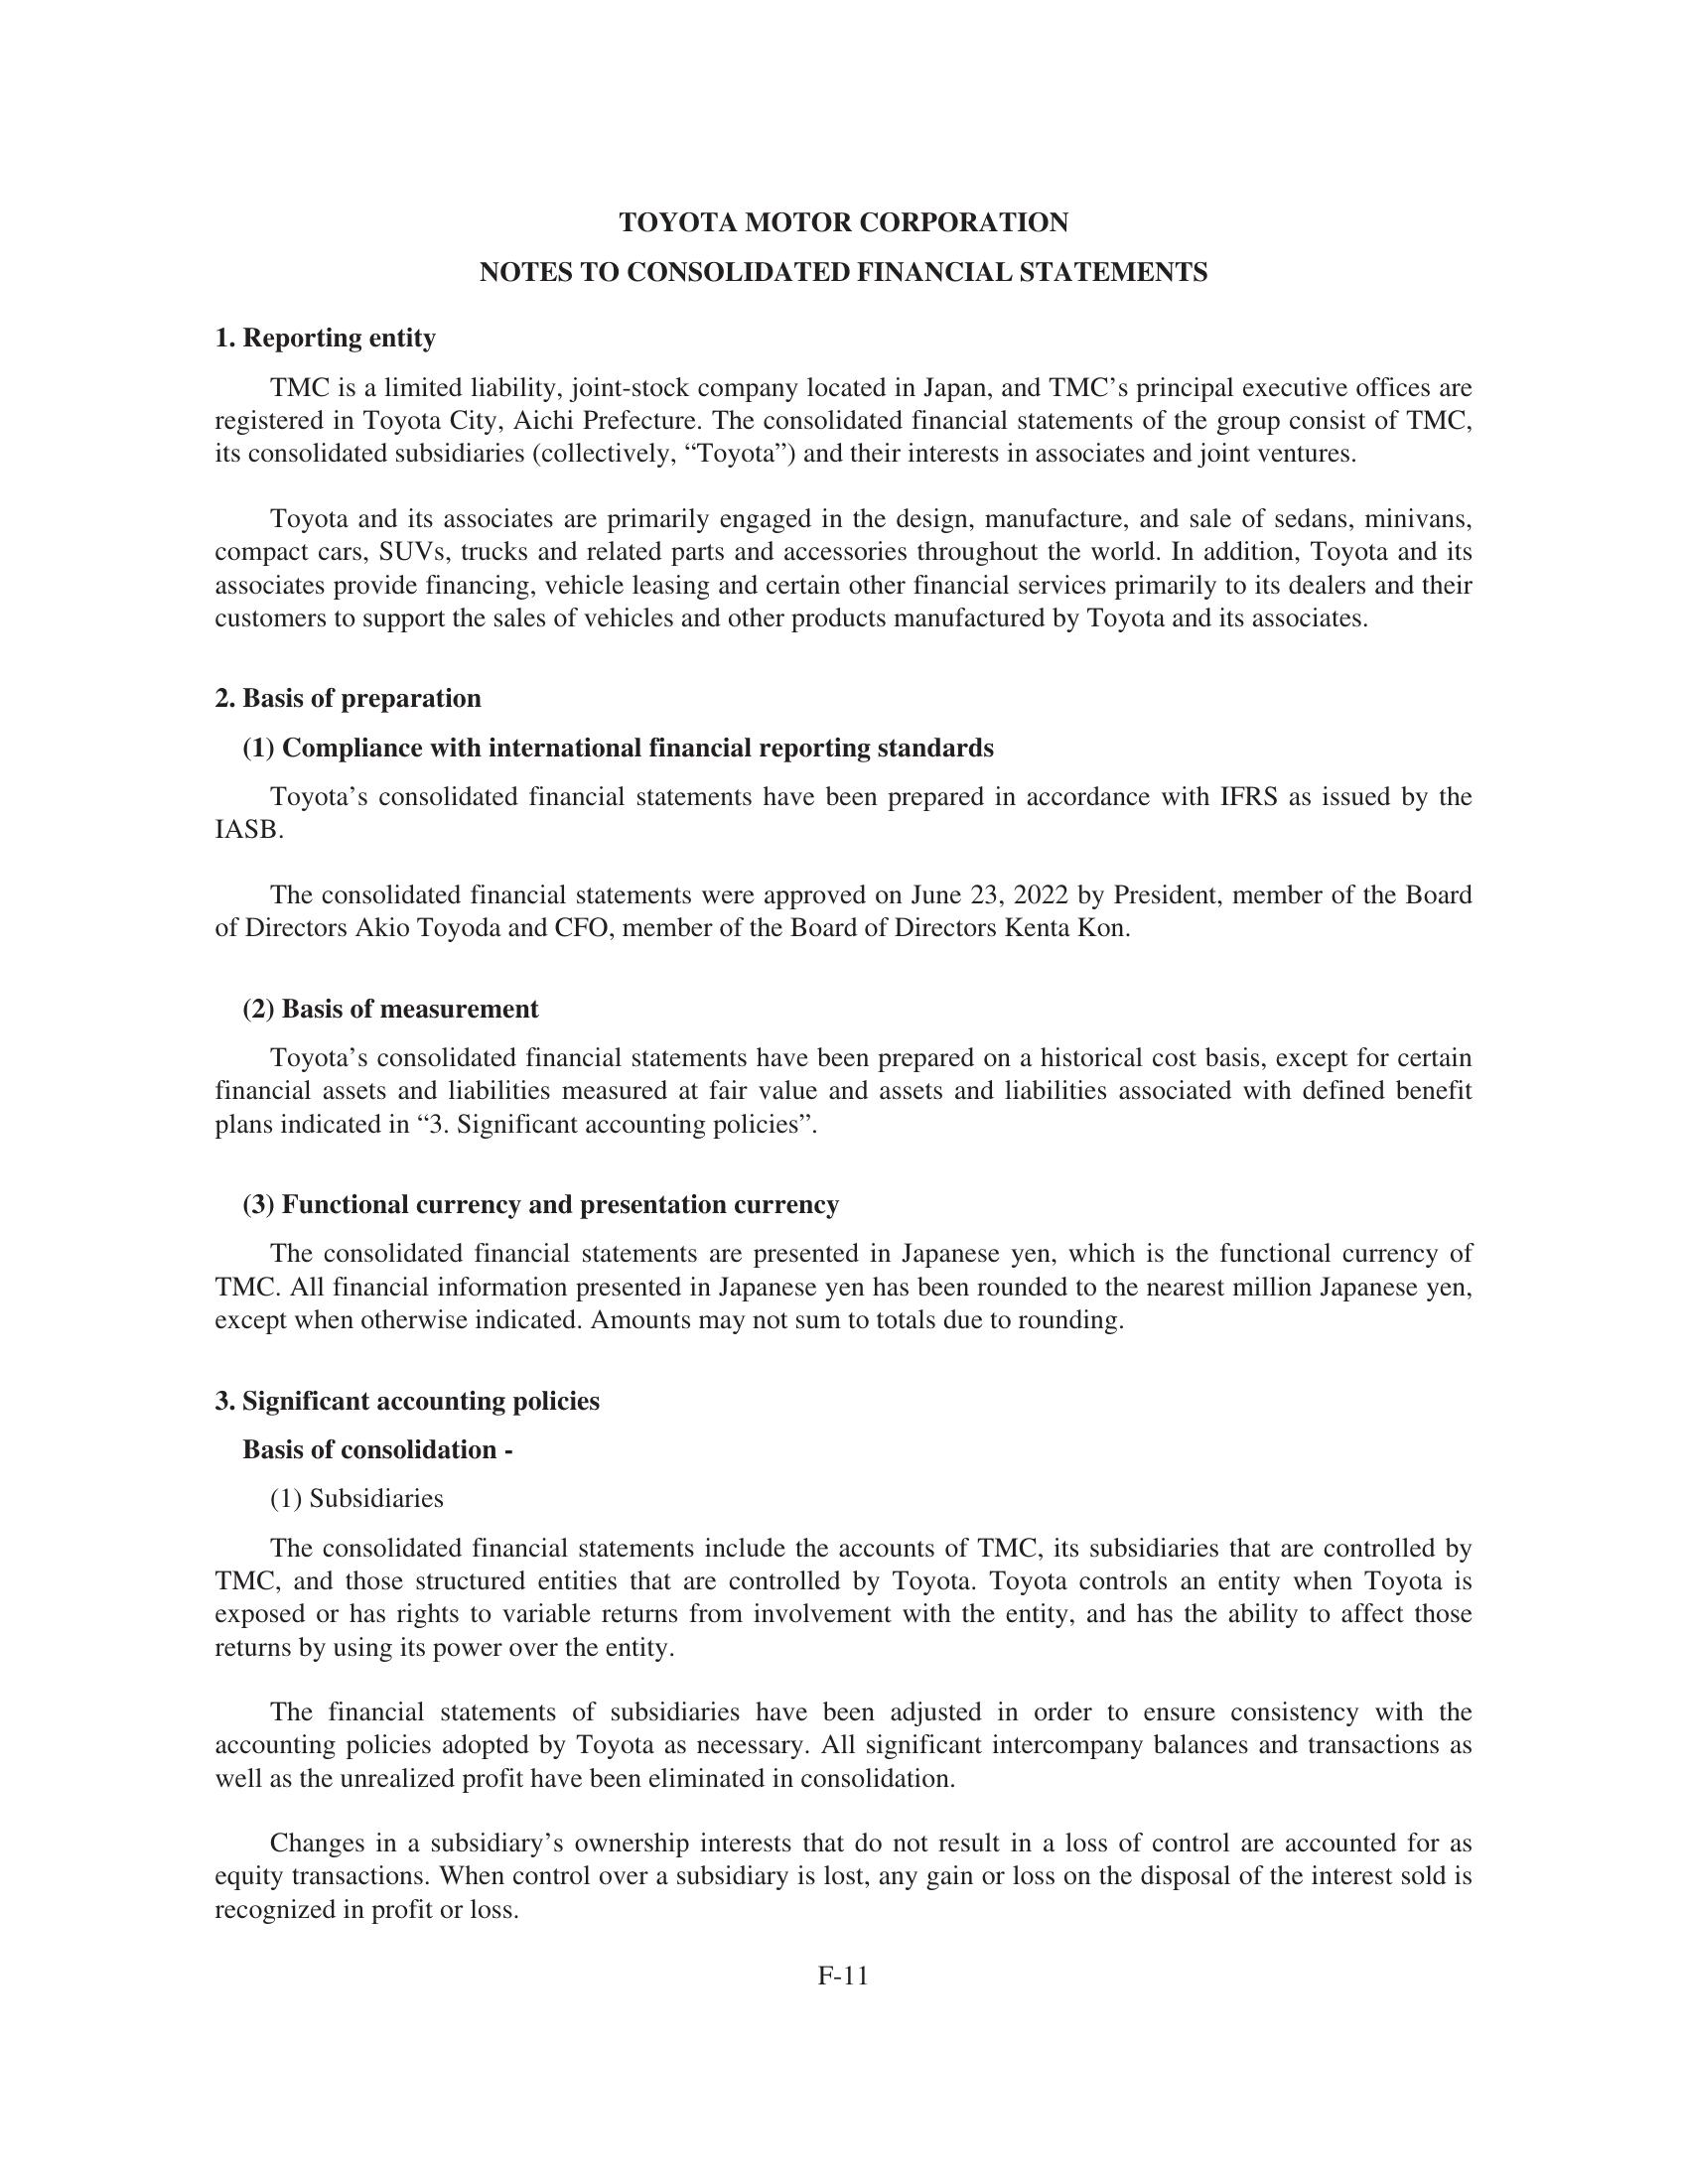 TOYOTA MOTOR CORPORATION
NOTES TO CONSOLIDATED FINANCIAL STATEMENTS
1. Reporting entity
TMC is a limited liability, joint-stock company located in Japan, and TMC’s principal executive offices are
registered in Toyota City, Aichi Prefecture. The consolidated financial statements of the group consist of TMC,
its consolidated subsidiaries (collectively, “Toyota”) and their interests in associates and joint ventures.
Toyota and its associates are primarily engaged in the design, manufacture, and sale of sedans, minivans,
compact cars, SUVs, trucks and related parts and accessories throughout the world. In addition, Toyota and its
associates provide financing, vehicle leasing and certain other financial services primarily to its dealers and their
customers to support the sales of vehicles and other products manufactured by Toyota and its associates.
2. Basis of preparation
(1) Compliance with international financial reporting standards
Toyota’s consolidated financial statements have been prepared in accordance with IFRS as issued by the
IASB.
The consolidated financial statements were approved on June 23, 2022 by President, member of the Board
of Directors Akio Toyoda and CFO, member of the Board of Directors Kenta Kon.
(2) Basis of measurement
Toyota’s consolidated financial statements have been prepared on a historical cost basis, except for certain
financial assets and liabilities measured at fair value and assets and liabilities associated with defined benefit
plans indicated in “3. Significant accounting policies”.
(3) Functional currency and presentation currency
The consolidated financial statements are presented in Japanese yen, which is the functional currency of
TMC. All financial information presented in Japanese yen has been rounded to the nearest million Japanese yen,
except when otherwise indicated. Amounts may not sum to totals due to rounding.
3. Significant accounting policies
Basis of consolidation -
(1) Subsidiaries
The consolidated financial statements include the accounts of TMC, its subsidiaries that are controlled by
TMC, and those structured entities that are controlled by Toyota. Toyota controls an entity when Toyota is
exposed or has rights to variable returns from involvement with the entity, and has the ability to affect those
returns by using its power over the entity.
The financial statements of subsidiaries have been adjusted in order to ensure consistency with the
accounting policies adopted by Toyota as necessary. All significant intercompany balances and transactions as
well as the unrealized profit have been eliminated in consolidation.
Changes in a subsidiary’s ownership interests that do not result in a loss of control are accounted for as
equity transactions. When control over a subsidiary is lost, any gain or loss on the disposal of the interest sold is
recognized in profit or loss.
F-11